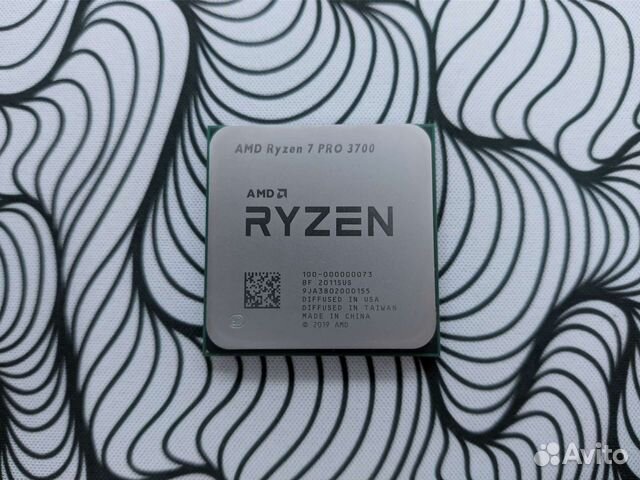 AMD Ryzen 7 PRO 3700
AMD
RYZEN
100-000000073
BF 2011SUS
9JA3802000155
DIFFUSED IN USA
DIFFUSED IN TAIWAN
MADE IN CHINA
© 2019 AMD
Avito